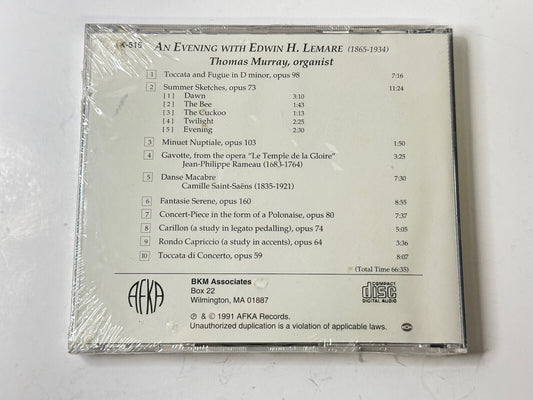 K-515 AN EVENING WITH EDWIN H. LEMARE (1865-1934)
Thomas Murray, organist
1 Toccata and Fugue in D minor, opus 98 7:16
2 Summer Sketches, opus 73 11:24
[1] Dawn 3:10
[2] The Bee 1:43
[3] The Cuckoo 1:13
[4] Twilight 2:25
[5] Evening 2:30
3 Minuet Nuptiale, opus 103 1:50
4 Gavotte, from the opera "Le Temple de la Gloire" 3:25
Jean-Philippe Rameau (1683-1764)
5 Danse Macabre 7:30
Camille Saint-Saëns (1835-1921)
6 Fantasie Serene, opus 160 8:55
7 Concert-Piece in the form of a Polonaise, opus 80 7:37
8 Carillon (a study in legato pedalling), opus 74 5:05
9 Rondo Capriccio (a study in accents), opus 64 3:36
10 Toccata di Concerto, opus 59 8:07
(Total Time 66:35)
AFKA
BKM Associates
Box 22
Wilmington, MA 01887
COMPACT
disc
DIGITAL AUDIO
℗ & © 1991 AFKA Records.
Unauthorized duplication is a violation of applicable laws.